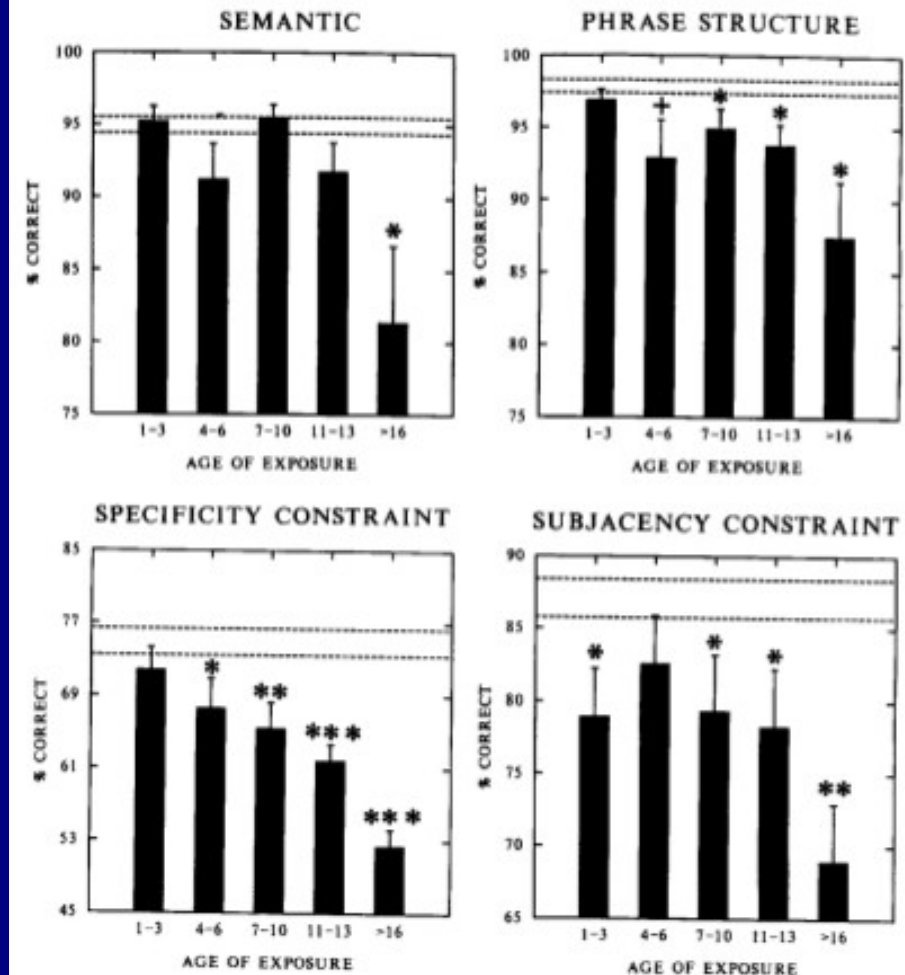 SEMANTIC
100
95
90
85
80
75
% CORRECT
*
1-3 4-6 7-10 11-13 >16
AGE OF EXPOSURE
PHRASE STRUCTURE
100
95
90
85
80
75
% CORRECT
+ * * *
1-3 4-6 7-10 11-13 >16
AGE OF EXPOSURE
SPECIFICITY CONSTRAINT
85
77
69
61
53
45
% CORRECT
* ** *** ***
1-3 4-6 7-10 11-13 >16
AGE OF EXPOSURE
SUBJACENCY CONSTRAINT
90
85
80
75
70
65
% CORRECT
* * * **
1-3 4-6 7-10 11-13 >16
AGE OF EXPOSURE